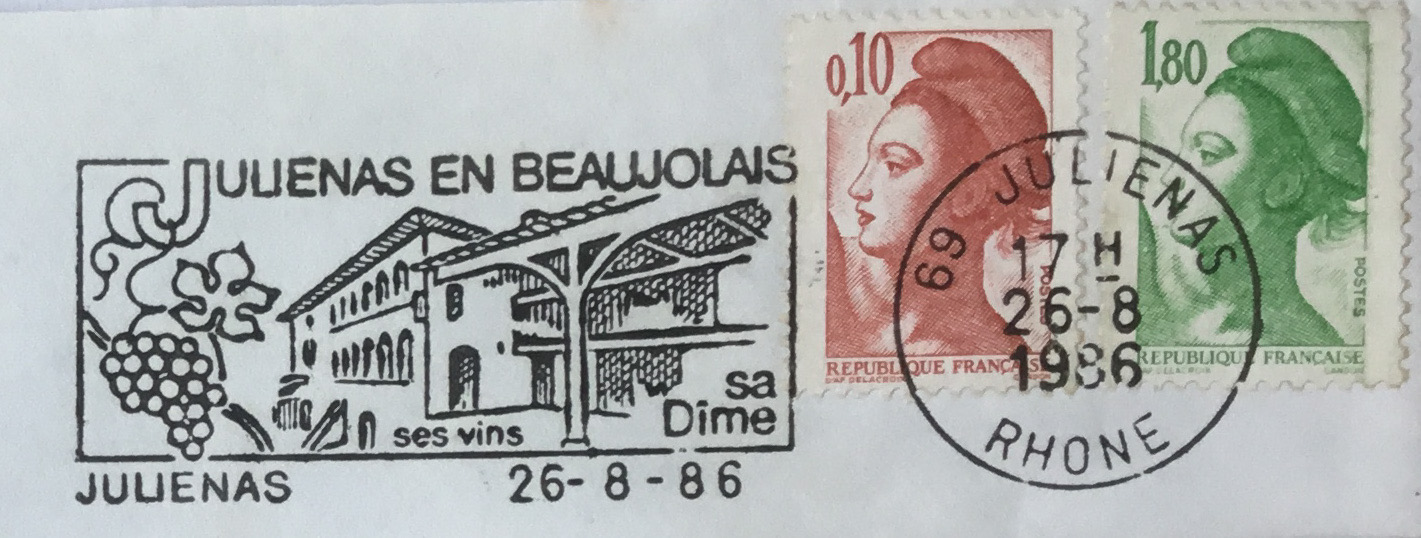 JULIENAS EN BEAUJOLAIS
ses vins
sa
Dîme
JULIENAS
26-8-86
0,10
POSTES
REPUBLIQUE FRANÇAISE
1,80
POSTES
REPUBLIQUE FRANÇAISE
69 JULIENAS
17 H
26-8
1986
RHONE